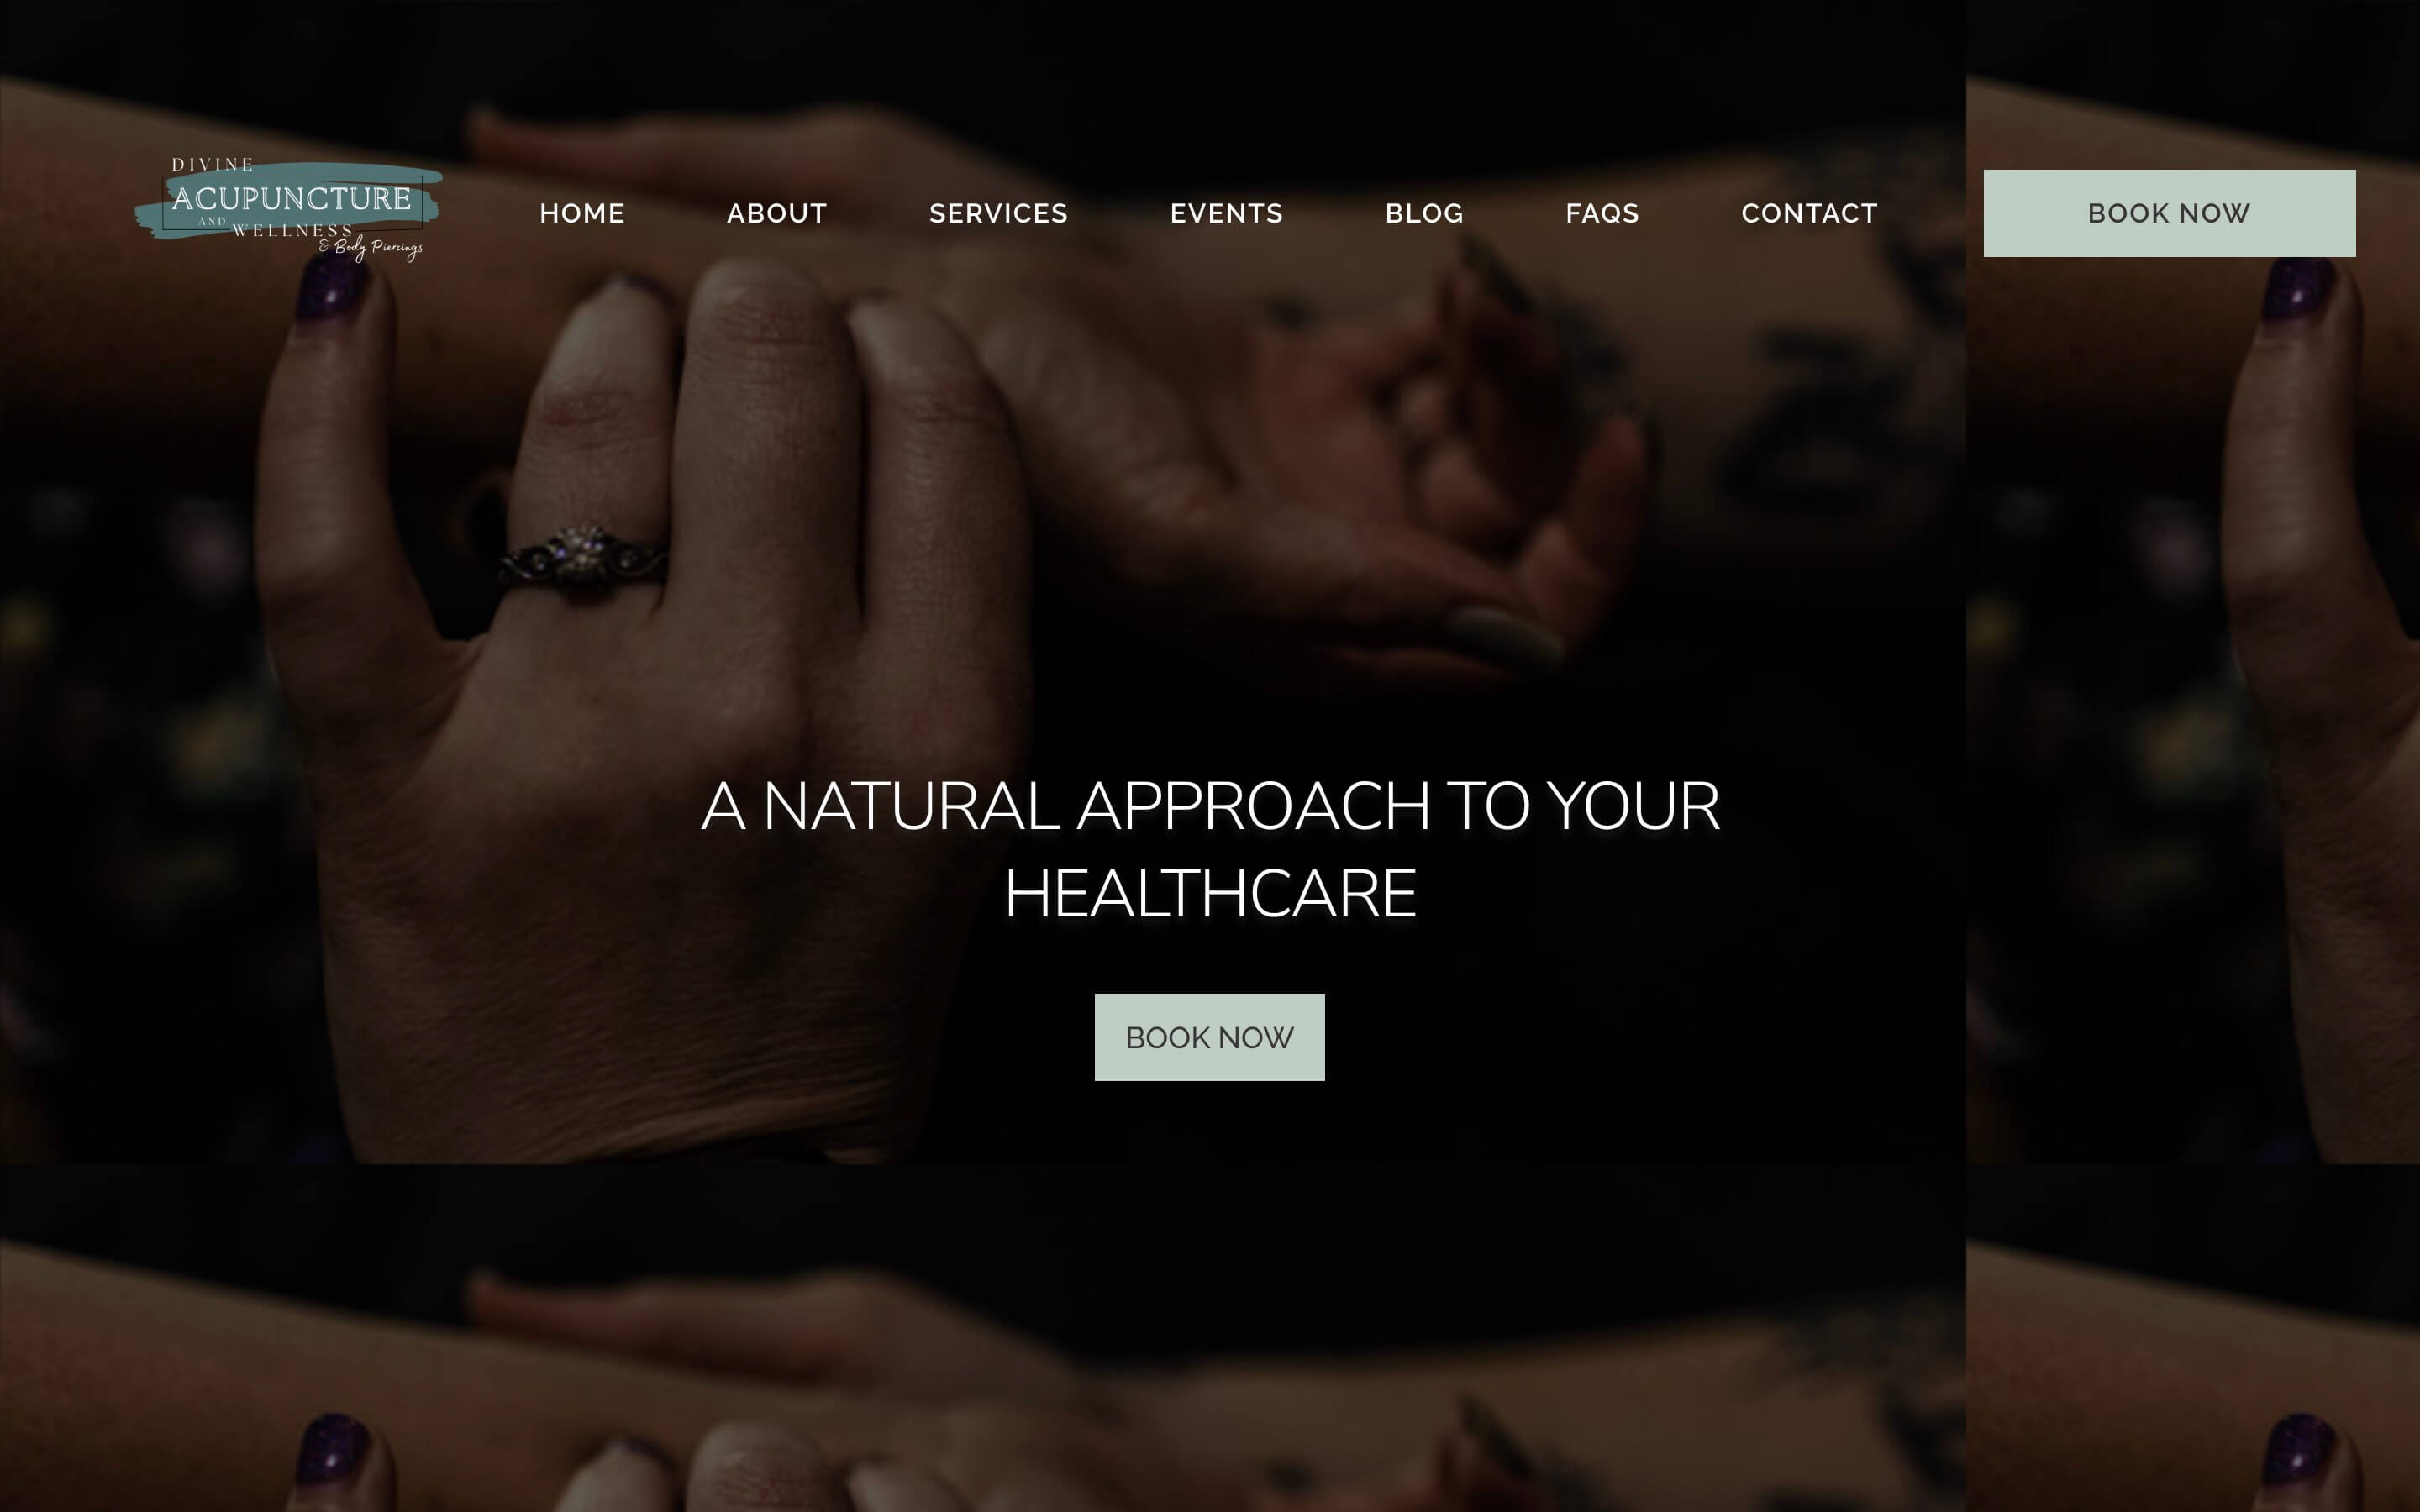 DIVINE
ACUPUNCTURE
AND WELLNESS
& Body Piercings
HOME
ABOUT
SERVICES
EVENTS
BLOG
FAQS
CONTACT
BOOK NOW
A NATURAL APPROACH TO YOUR
HEALTHCARE
BOOK NOW